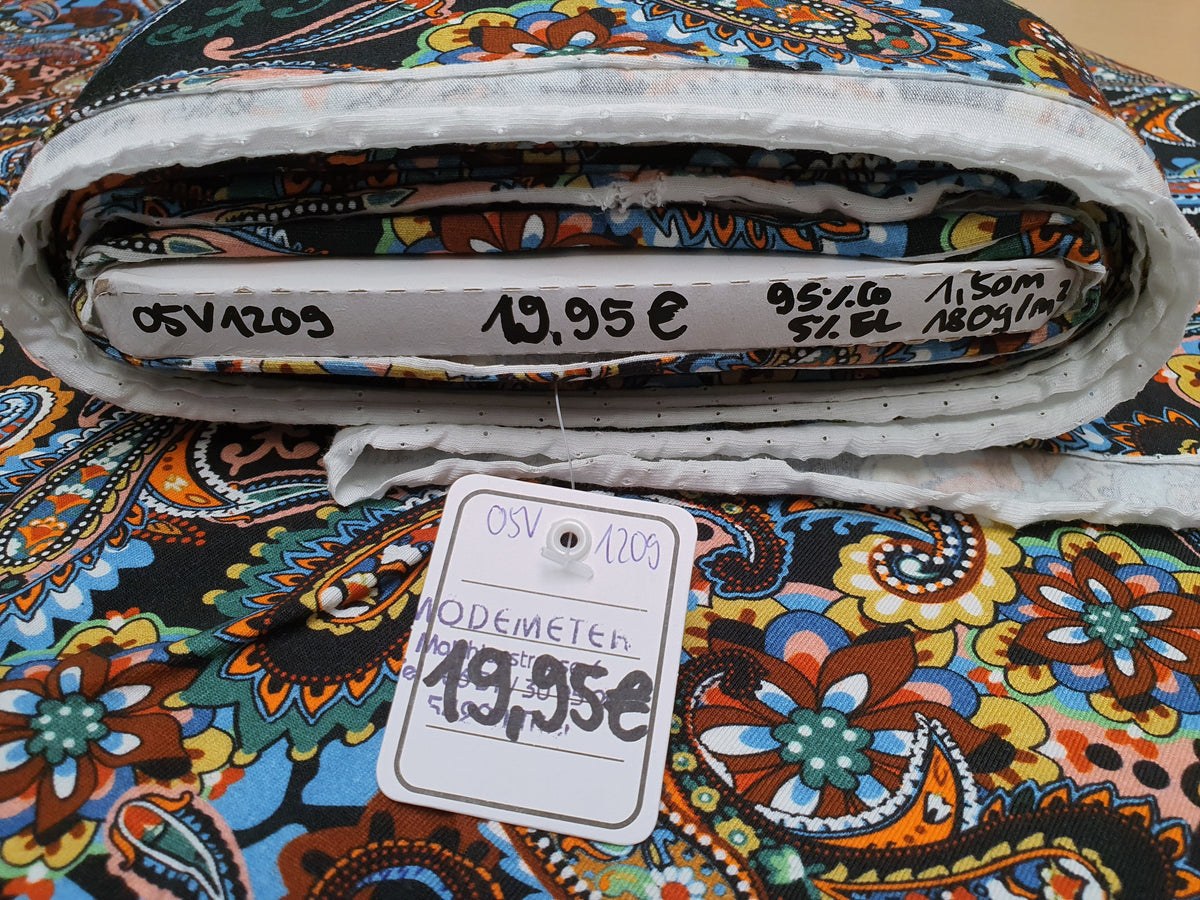 05V1209 19,95€ 95% Co 1,50m
5% EL 180g/m²
05V 1209
MODEMETER
19,95€